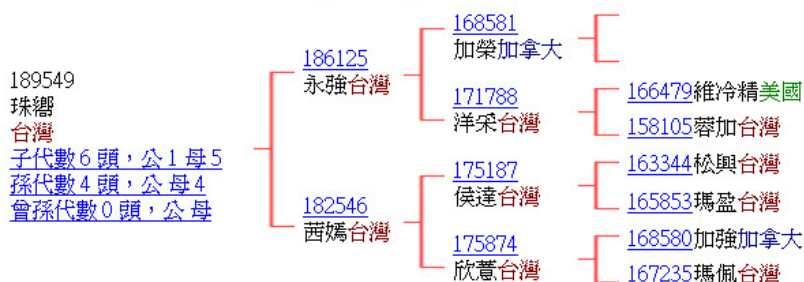 189549
珠嚮
台灣
子代數6頭，公1母5
孫代數4頭，公 母4
曾孫代數0頭，公 母
186125
永強台灣
182546
茜嫣台灣
168581
加榮加拿大
171788
洋采台灣
175187
侯達台灣
175874
欣薏台灣
166479維冷精美國
158105蓉加台灣
163344松興台灣
165853瑪盈台灣
168580加強加拿大
167235瑪佩台灣